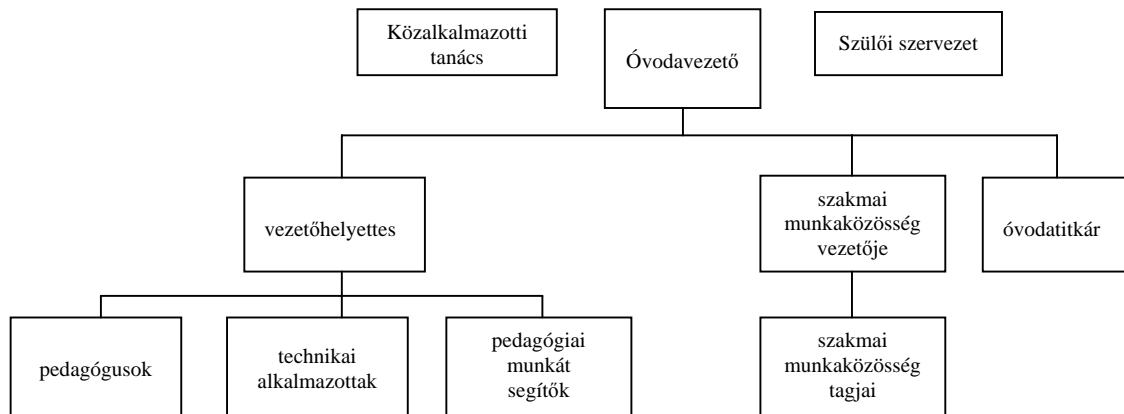 Közalkalmazotti
tanács
Óvodavezető
Szülői szervezet
vezetőhelyettes
szakmai
munkaközösség
vezetője
óvodatitkár
pedagógusok
technikai
alkalmazottak
pedagógiai
munkát
segítők
szakmai
munkaközösség
tagjai